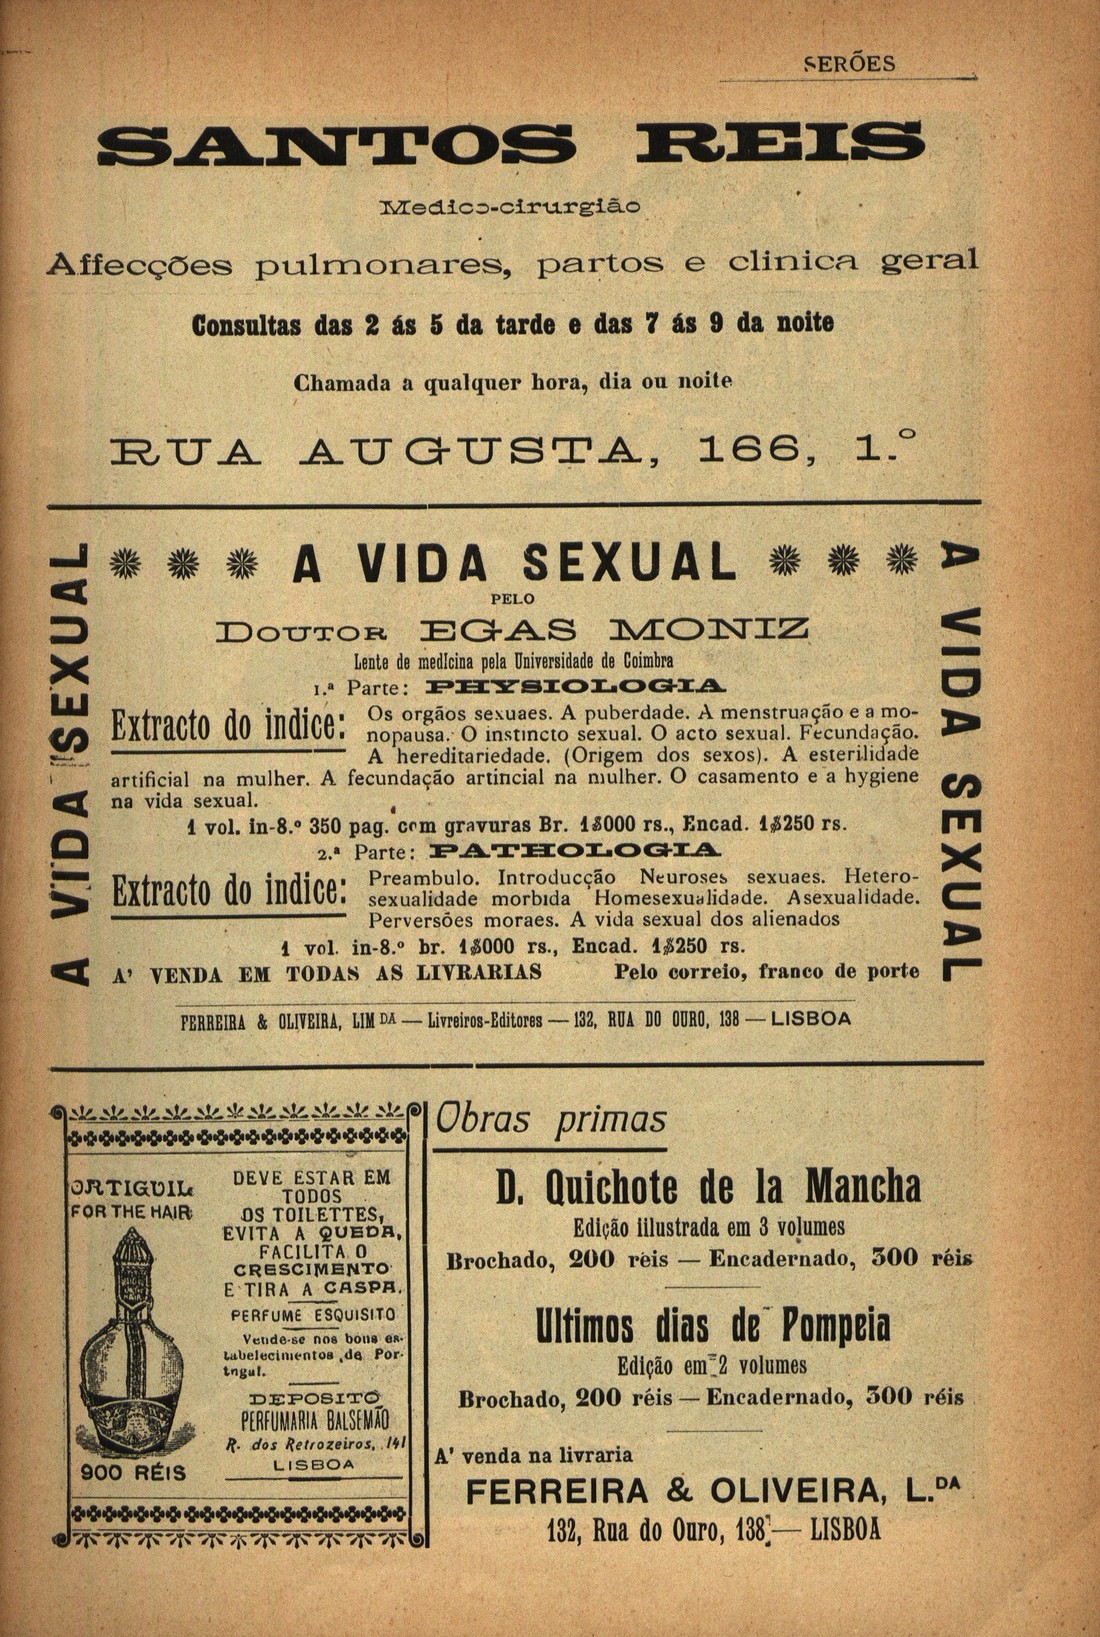 SERÕES
SANTOS REIS
Medico-cirurgião
Affecções pulmonares, partos e clinica geral
Consultas das 2 ás 5 da tarde e das 7 ás 9 da noite
Chamada a qualquer hora, dia ou noite
RUA AUGUSTA, 166, 1.º
A VIDA SEXUAL
A VIDA SEXUAL
PELO
DOUTOR EGAS MONIZ
Lente de medicina pela Universidade de Coimbra
1.ª Parte: PHYSIOLOGIA
Extracto do indice: Os orgãos sexuaes. A puberdade. A menstruação e a mo-
nopausa. O instincto sexual. O acto sexual. Fecundação.
A hereditariedade. (Origem dos sexos). A esterilidade
artificial na mulher. A fecundação artincial na mulher. O casamento e a hygiene
na vida sexual.
1 vol. in-8.º 350 pag. com gravuras Br. 1$000 rs., Encad. 1$250 rs.
2.ª Parte: PATHOLOGIA
Extracto do indice: Preambulo. Introducção Neuroses sexuaes. Hetero-
sexualidade morbida Homesexualidade. Asexualidade.
Perversões moraes. A vida sexual dos alienados
1 vol. in-8.º br. 1$000 rs., Encad. 1$250 rs.
A' VENDA EM TODAS AS LIVRARIAS Pelo correio, franco de porte
A VIDA SEXUAL
FERREIRA & OLIVEIRA, LIMDA — Livreiros-Editores — 132, RUA DO OURO, 138 — LISBOA
ORTIGUIL
FOR THE HAIR
900 RÉIS
DEVE ESTAR EM
TODOS
OS TOILETTES,
EVITA A QUEDA,
FACILITA O
CRESCIMENTO
E TIRA A CASPA.
PERFUME ESQUISITO
Vende-se nos bons es-
tabelecimentos de Por-
tugal.
DEPOSITO
PERFUMARIA BALSEMÃO
R. dos Retrozeiros, 141
LISBOA
Obras primas
D. Quichote de la Mancha
Edição illustrada em 3 volumes
Brochado, 200 réis — Encadernado, 300 réis
Ultimos dias de Pompeia
Edição em 2 volumes
Brochado, 200 réis — Encadernado, 300 réis
A' venda na livraria
FERREIRA & OLIVEIRA, L.DA
132, Rua do Ouro, 138 — LISBOA